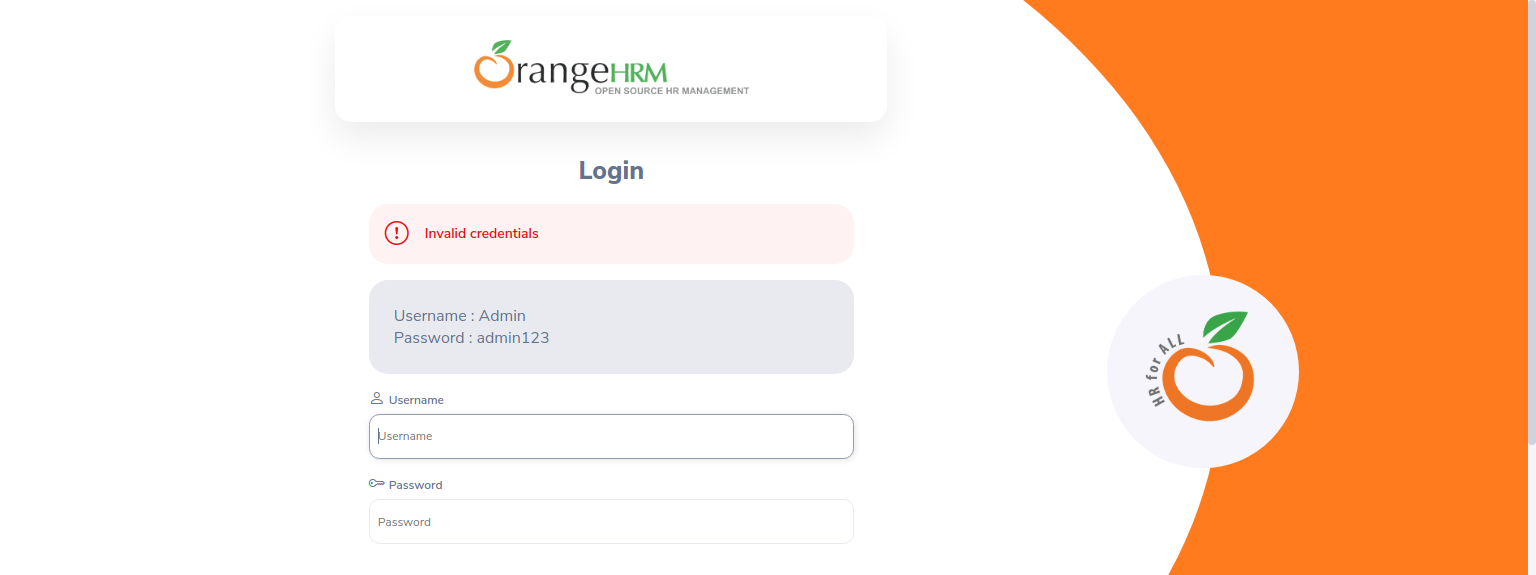 OrangeHRM
OPEN SOURCE HR MANAGEMENT
Login
Invalid credentials
Username : Admin
Password : admin123
Username
Username
Password
Password
HR for ALL